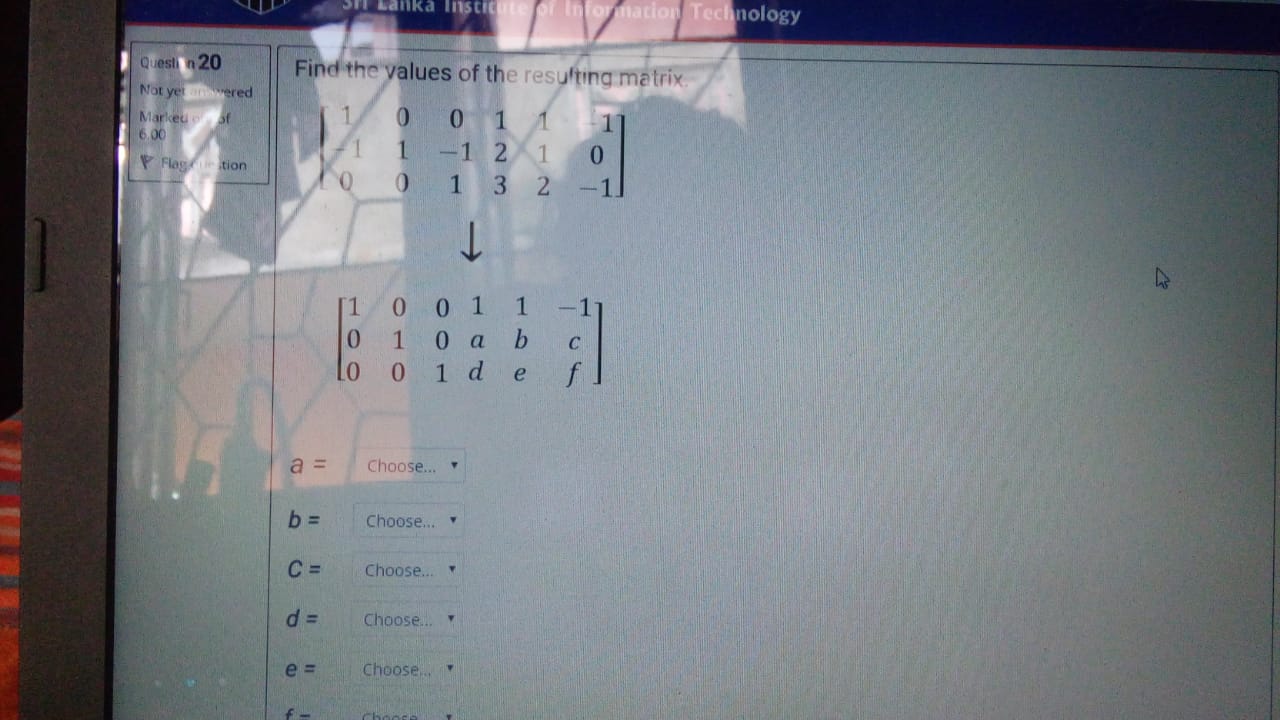 Sri Lanka Institute of Information Technology
Question 20
Not yet answered
Marked out of
6.00
Flag question
Find the values of the resulting matrix.
1 0 0 1 1 -1
-1 1 -1 2 1 0
0 0 1 3 2 -1
↓
1 0 0 1 1 -1
0 1 0 a b c
0 0 1 d e f
a = Choose...
b = Choose...
C = Choose...
d = Choose...
e = Choose...
f = Choose